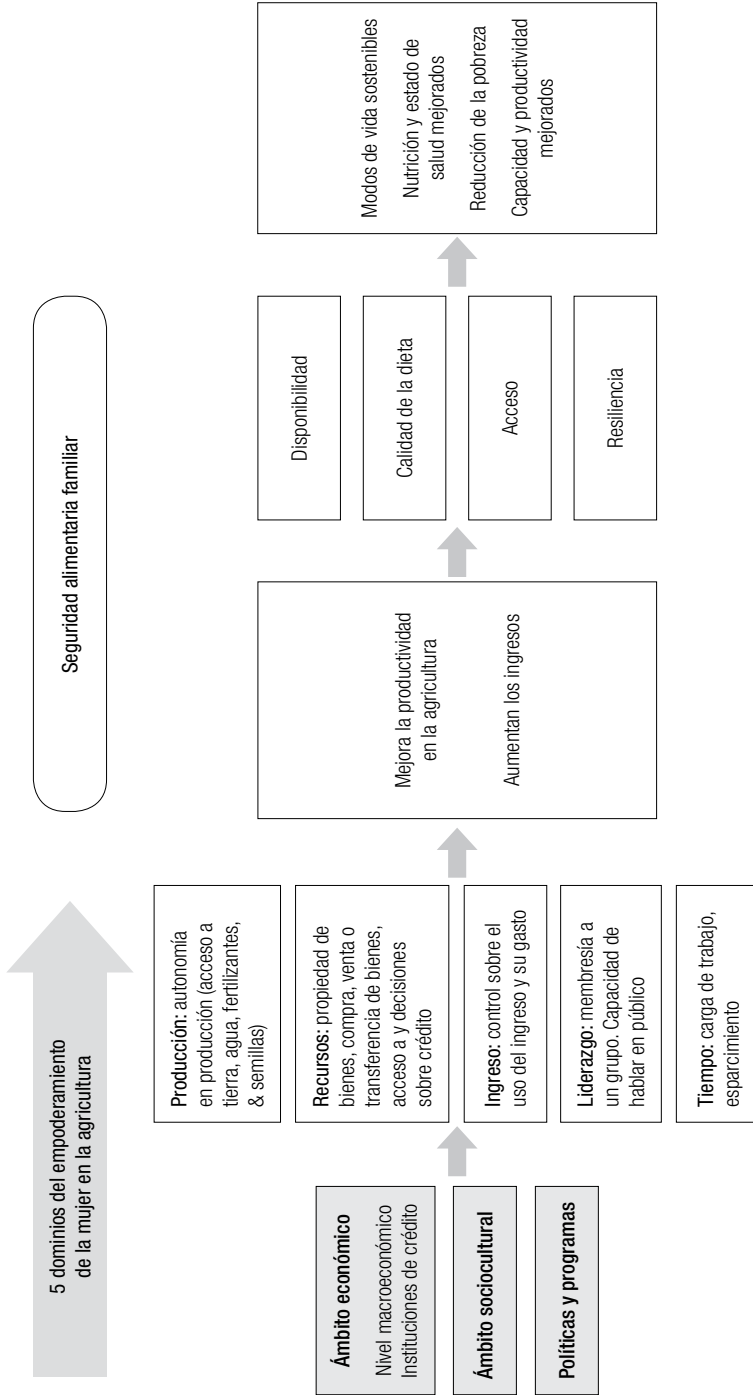 5 dominios del empoderamiento
de la mujer en la agricultura
Seguridad alimentaria familiar
Ámbito económico
Nivel macroeconómico
Instituciones de crédito
Ámbito sociocultural
Políticas y programas
Producción: autonomía
en producción (acceso a
tierra, agua, fertilizantes,
& semillas)
Recursos: propiedad de
bienes, compra, venta o
transferencia de bienes,
acceso a y decisiones
sobre crédito
Ingreso: control sobre el
uso del ingreso y su gasto
Liderazgo: membresía a
un grupo. Capacidad de
hablar en público
Tiempo: carga de trabajo,
esparcimiento
Mejora la productividad
en la agricultura
Aumentan los ingresos
Disponibilidad
Calidad de la dieta
Acceso
Resiliencia
Modos de vida sostenibles
Nutrición y estado de
salud mejorados
Reducción de la pobreza
Capacidad y productividad
mejorados